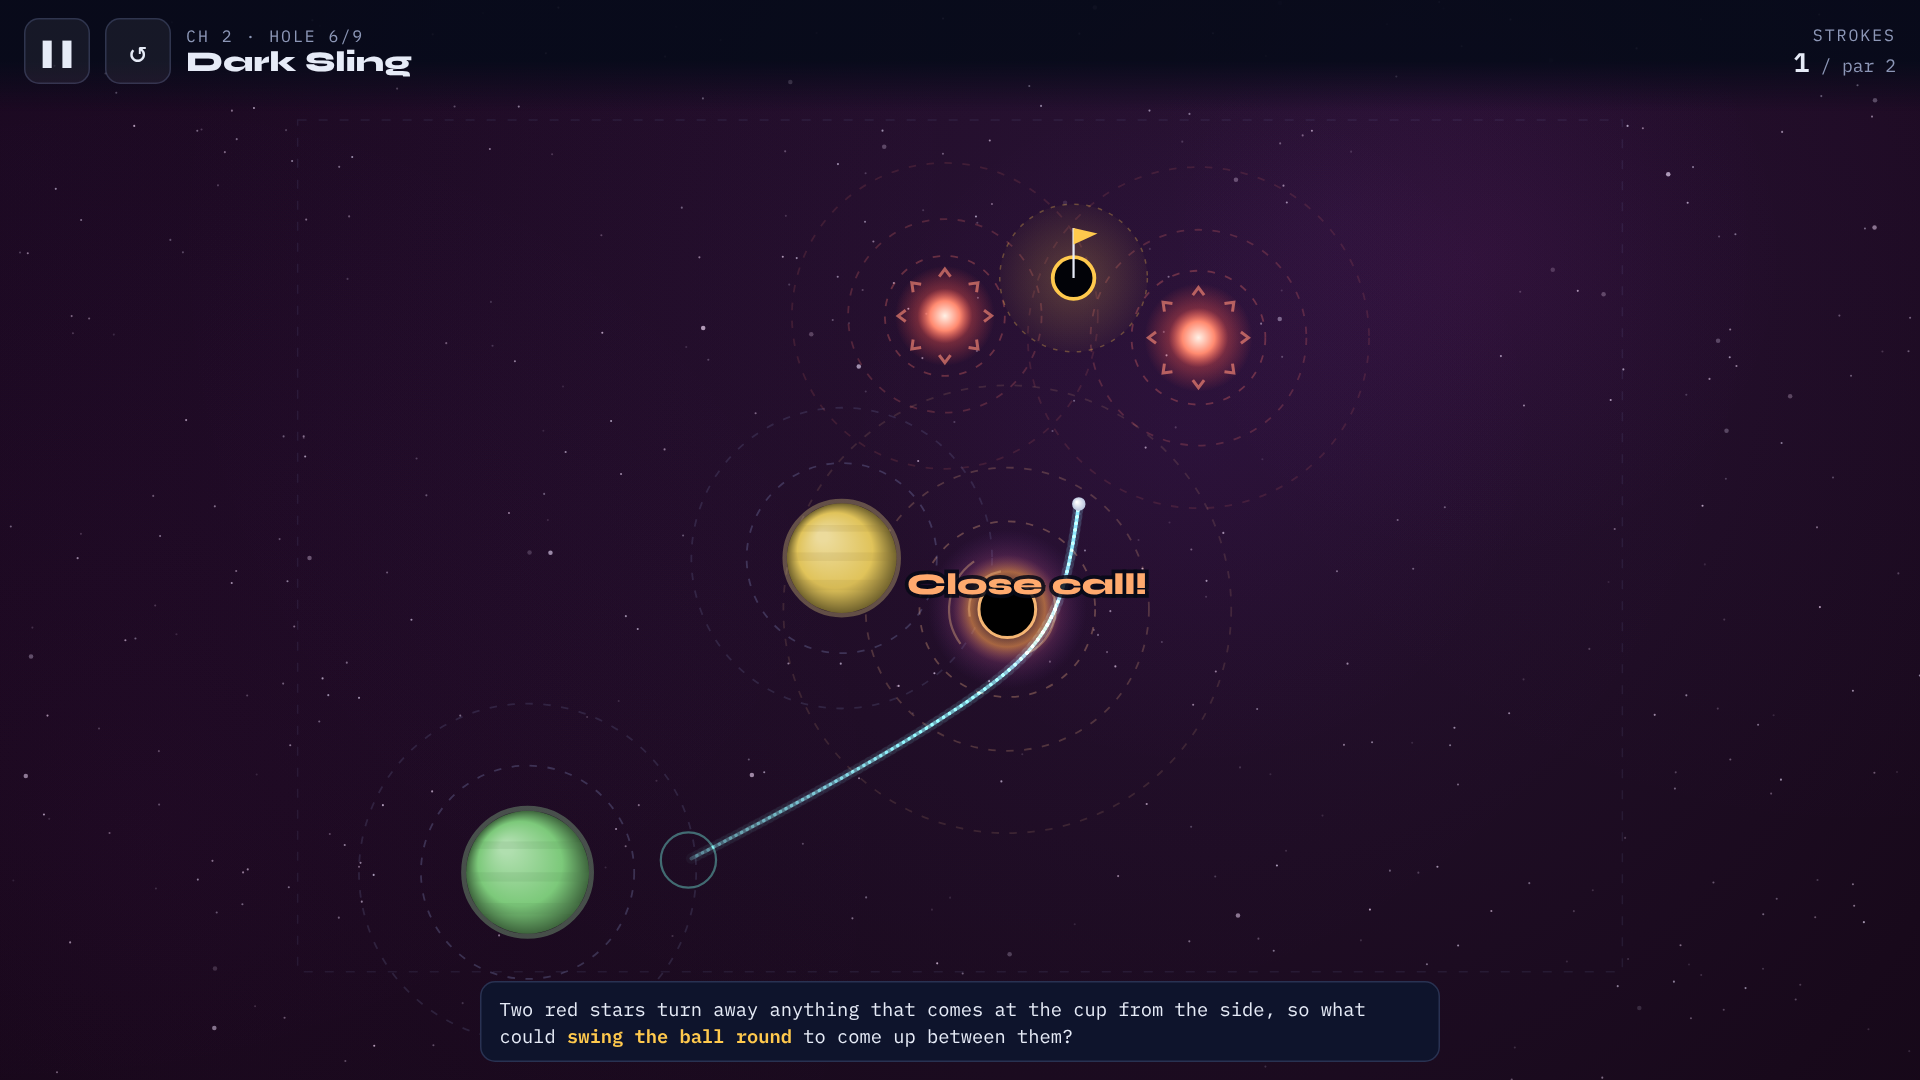 CH 2 · HOLE 6/9
Dark Sling
STROKES
1 / par 2
Close call!
Two red stars turn away anything that comes at the cup from the side, so what
could swing the ball round to come up between them?